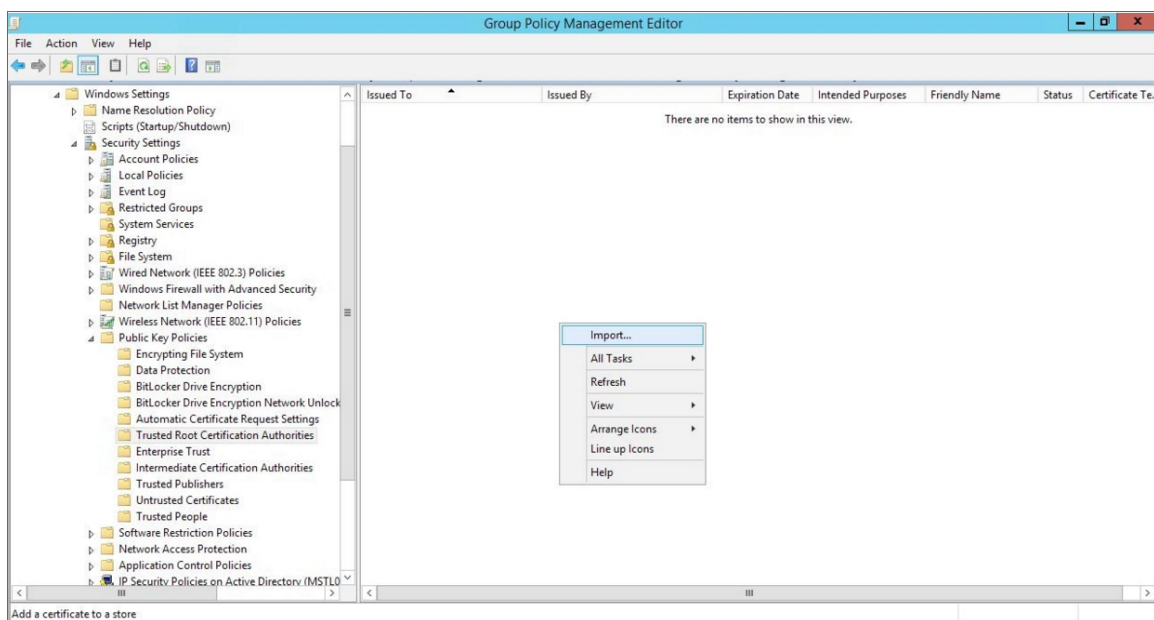 Group Policy Management Editor
File Action View Help
Windows Settings
Name Resolution Policy
Scripts (Startup/Shutdown)
Security Settings
Account Policies
Local Policies
Event Log
Restricted Groups
System Services
Registry
File System
Wired Network (IEEE 802.3) Policies
Windows Firewall with Advanced Security
Network List Manager Policies
Wireless Network (IEEE 802.11) Policies
Public Key Policies
Encrypting File System
Data Protection
BitLocker Drive Encryption
BitLocker Drive Encryption Network Unlock
Automatic Certificate Request Settings
Trusted Root Certification Authorities
Enterprise Trust
Intermediate Certification Authorities
Trusted Publishers
Untrusted Certificates
Trusted People
Software Restriction Policies
Network Access Protection
Application Control Policies
IP Security Policies on Active Directory (MSTL0
Issued To Issued By Expiration Date Intended Purposes Friendly Name Status Certificate Te.
There are no items to show in this view.
Import...
All Tasks
Refresh
View
Arrange Icons
Line up Icons
Help
Add a certificate to a store